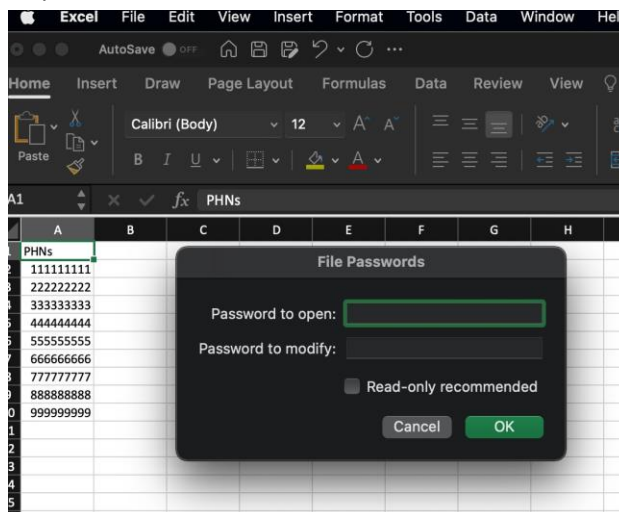 Excel File Edit View Insert Format Tools Data Window
AutoSave OFF
Home Insert Draw Page Layout Formulas Data Review View
Paste Calibri (Body) 12 A A
B I U A
A1 fx PHNs
A B C D E F G H
PHNs
111111111
222222222
333333333
444444444
555555555
666666666
777777777
888888888
999999999
File Passwords
Password to open:
Password to modify:
Read-only recommended
Cancel OK